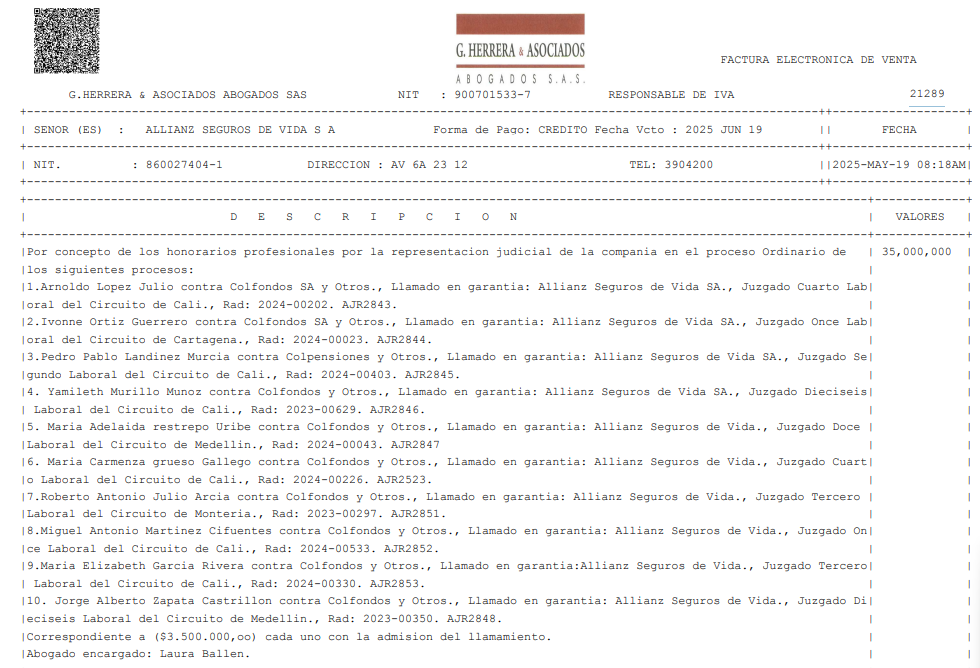 G. HERRERA & ASOCIADOS
ABOGADOS S.A.S.
FACTURA ELECTRONICA DE VENTA
G.HERRERA & ASOCIADOS ABOGADOS SAS NIT : 900701533-7 RESPONSABLE DE IVA 21289
SENOR (ES) : ALLIANZ SEGUROS DE VIDA S A Forma de Pago: CREDITO Fecha Vcto : 2025 JUN 19 FECHA
NIT. : 860027404-1 DIRECCION : AV 6A 23 12 TEL: 3904200 2025-MAY-19 08:18AM
D E S C R I P C I O N VALORES
Por concepto de los honorarios profesionales por la representacion judicial de la compania en el proceso Ordinario de 35,000,000
los siguientes procesos:
1.Arnoldo Lopez Julio contra Colfondos SA y Otros., Llamado en garantia: Allianz Seguros de Vida SA., Juzgado Cuarto Lab
oral del Circuito de Cali., Rad: 2024-00202. AJR2843.
2.Ivonne Ortiz Guerrero contra Colfondos SA y Otros., Llamado en garantia: Allianz Seguros de Vida SA., Juzgado Once Lab
oral del Circuito de Cartagena., Rad: 2024-00023. AJR2844.
3.Pedro Pablo Landinez Murcia contra Colpensiones y Otros., Llamado en garantia: Allianz Seguros de Vida SA., Juzgado Se
gundo Laboral del Circuito de Cali., Rad: 2024-00403. AJR2845.
4. Yamileth Murillo Munoz contra Colfondos y Otros., Llamado en garantia: Allianz Seguros de Vida SA., Juzgado Dieciseis
Laboral del Circuito de Cali., Rad: 2023-00629. AJR2846.
5. Maria Adelaida restrepo Uribe contra Colfondos y Otros., Llamado en garantia: Allianz Seguros de Vida., Juzgado Doce
Laboral del Circuito de Medellin., Rad: 2024-00043. AJR2847
6. Maria Carmenza grueso Gallego contra Colfondos y Otros., Llamado en garantia: Allianz Seguros de Vida., Juzgado Cuart
o Laboral del Circuito de Cali., Rad: 2024-00226. AJR2523.
7.Roberto Antonio Julio Arcia contra Colfondos y Otros., Llamado en garantia: Allianz Seguros de Vida., Juzgado Tercero
Laboral del Circuito de Monteria., Rad: 2023-00297. AJR2851.
8.Miguel Antonio Martinez Cifuentes contra Colfondos y Otros., Llamado en garantia: Allianz Seguros de Vida., Juzgado On
ce Laboral del Circuito de Cali., Rad: 2024-00533. AJR2852.
9.Maria Elizabeth Garcia Rivera contra Colfondos y Otros., Llamado en garantia:Allianz Seguros de Vida., Juzgado Tercero
Laboral del Circuito de Cali., Rad: 2024-00330. AJR2853.
10. Jorge Alberto Zapata Castrillon contra Colfondos y Otros., Llamado en garantia: Allianz Seguros de Vida., Juzgado Di
eciseis Laboral del Circuito de Medellin., Rad: 2023-00350. AJR2848.
Correspondiente a ($3.500.000,oo) cada uno con la admision del llamamiento.
Abogado encargado: Laura Ballen.